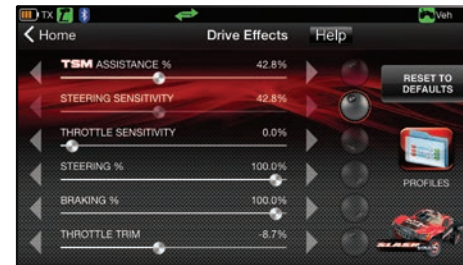 TX
Veh
Home
Drive Effects
Help
TSM ASSISTANCE % 42.8%
RESET TO
DEFAULTS
STEERING SENSITIVITY 42.8%
THROTTLE SENSITIVITY 0.0%
STEERING % 100.0%
PROFILES
BRAKING % 100.0%
THROTTLE TRIM -8.7%
SLASH